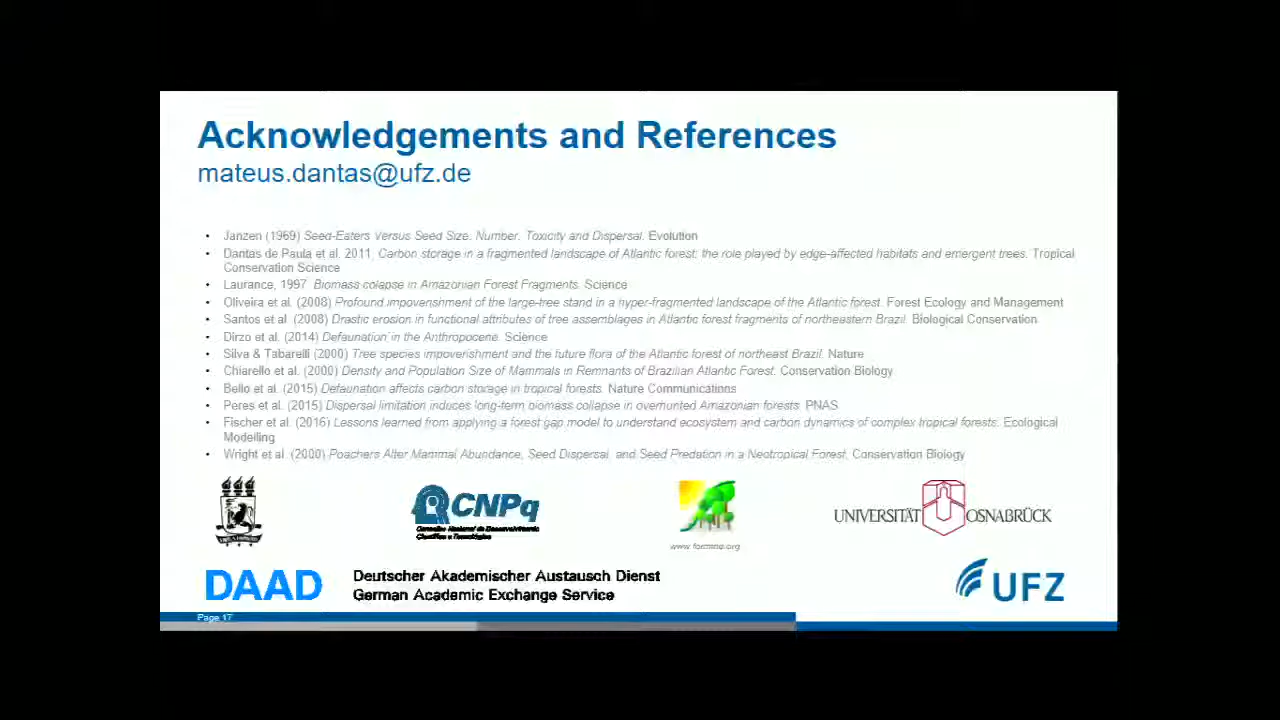 Acknowledgements and References
mateus.dantas@ufz.de
• Janzen (1969) Seed-Eaters Versus Seed Size, Number, Toxicity and Dispersal. Evolution
• Dantas de Paula et al. 2011, Carbon storage in a fragmented landscape of Atlantic forest: the role played by edge-affected habitats and emergent trees. Tropical
Conservation Science
• Laurance, 1997 Biomass colapse in Amazonian Forest Fragments. Science
• Oliveira et al. (2008) Profound impoverishment of the large-tree stand in a hyper-fragmented landscape of the Atlantic forest. Forest Ecology and Management
• Santos et al. (2008) Drastic erosion in functional attributes of tree assemblages in Atlantic forest fragments of northeastern Brazil. Biological Conservation
• Dirzo et al. (2014) Defaunation in the Anthropocene. Science
• Silva & Tabarelli (2000) Tree species impoverishment and the future flora of the Atlantic forest of northeast Brazil. Nature
• Chiarello et al. (2000) Density and Population Size of Mammals in Remnants of Brazilian Atlantic Forest. Conservation Biology
• Bello et al. (2015) Defaunation affects carbon storage in tropical forests. Nature Communications
• Peres et al. (2015) Dispersal limitation induces long-term biomass collapse in overhunted Amazonian forests. PNAS
• Fischer et al. (2016) Lessons learned from applying a forest gap model to understand ecosystem and carbon dynamics of complex tropical forests. Ecological
Modelling
• Wright et al. (2000) Poachers Alter Mammal Abundance, Seed Dispersal, and Seed Predation in a Neotropical Forest. Conservation Biology
CNPq
Conselho Nacional de Desenvolvimento
Científico e Tecnológico
UNIVERSITÄT OSNABRÜCK
DAAD
Deutscher Akademischer Austausch Dienst
German Academic Exchange Service
UFZ
Page 17